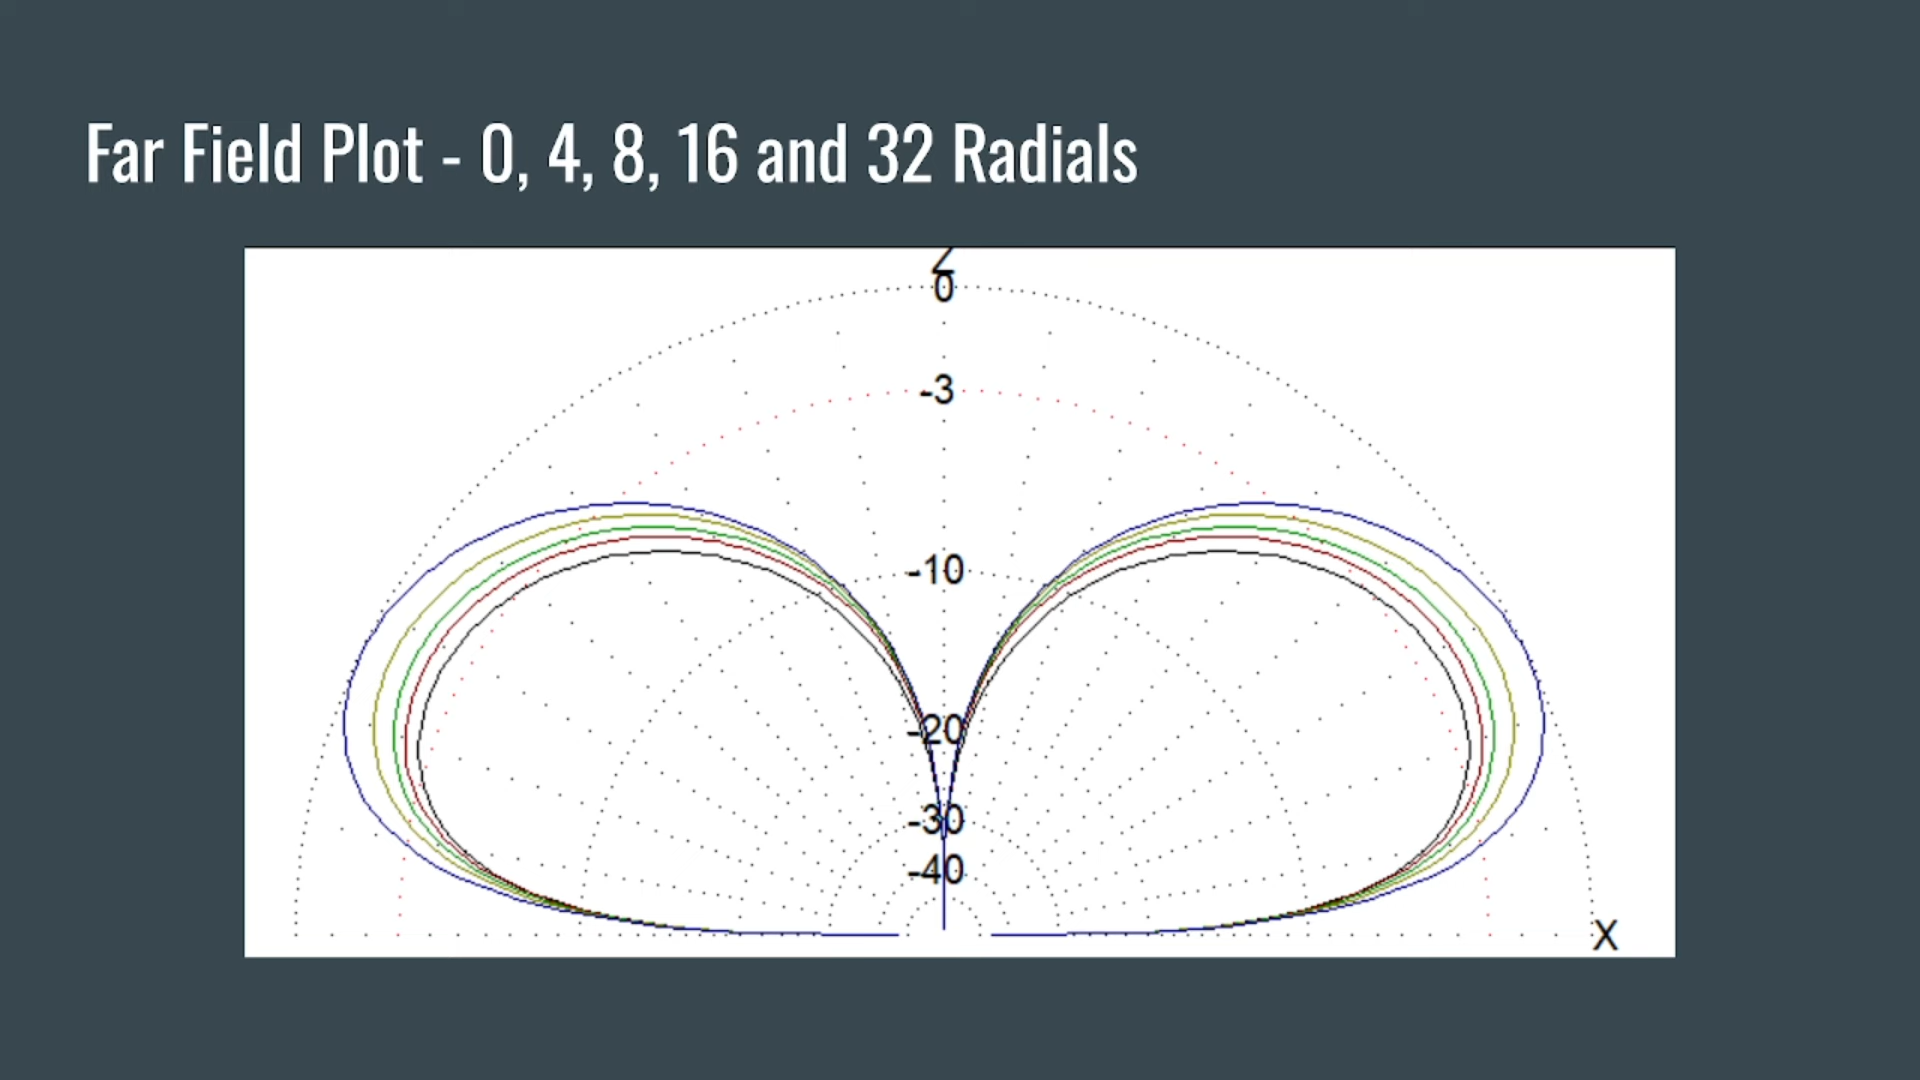 Far Field Plot - 0, 4, 8, 16 and 32 Radials
Z
0
-3
-10
-20
-30
-40
X